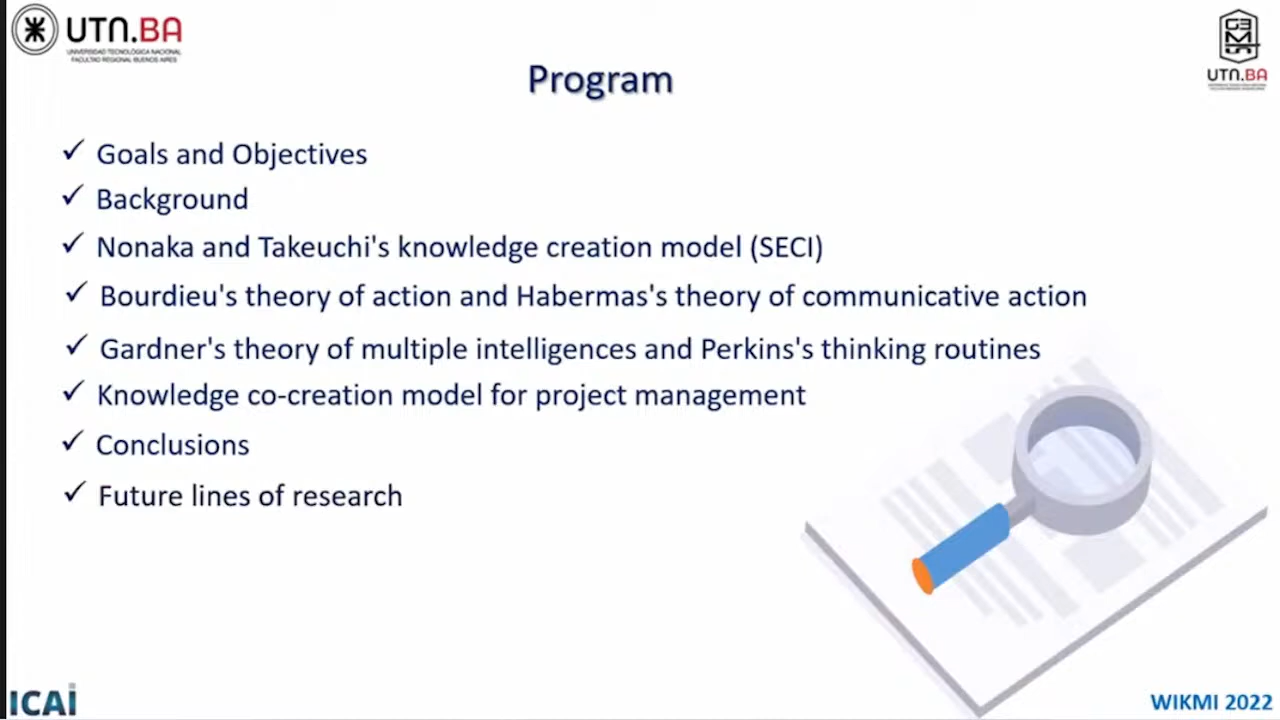 UTN.BA
UNIVERSIDAD TECNOLÓGICA NACIONAL
FACULTAD REGIONAL BUENOS AIRES
UTN.BA
Program
✓ Goals and Objectives
✓ Background
✓ Nonaka and Takeuchi's knowledge creation model (SECI)
✓ Bourdieu's theory of action and Habermas's theory of communicative action
✓ Gardner's theory of multiple intelligences and Perkins's thinking routines
✓ Knowledge co-creation model for project management
✓ Conclusions
✓ Future lines of research
ICAI
WIKMI 2022